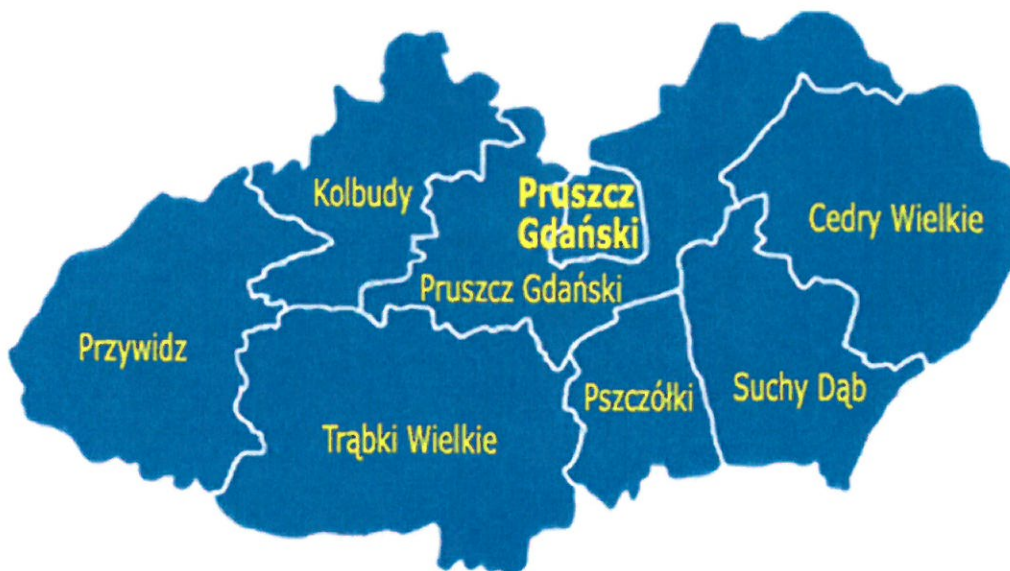 Kolbudy
Pruszcz
Gdański
Cedry Wielkie
Pruszcz Gdański
Przywidz
Pszczółki
Suchy Dąb
Trąbki Wielkie